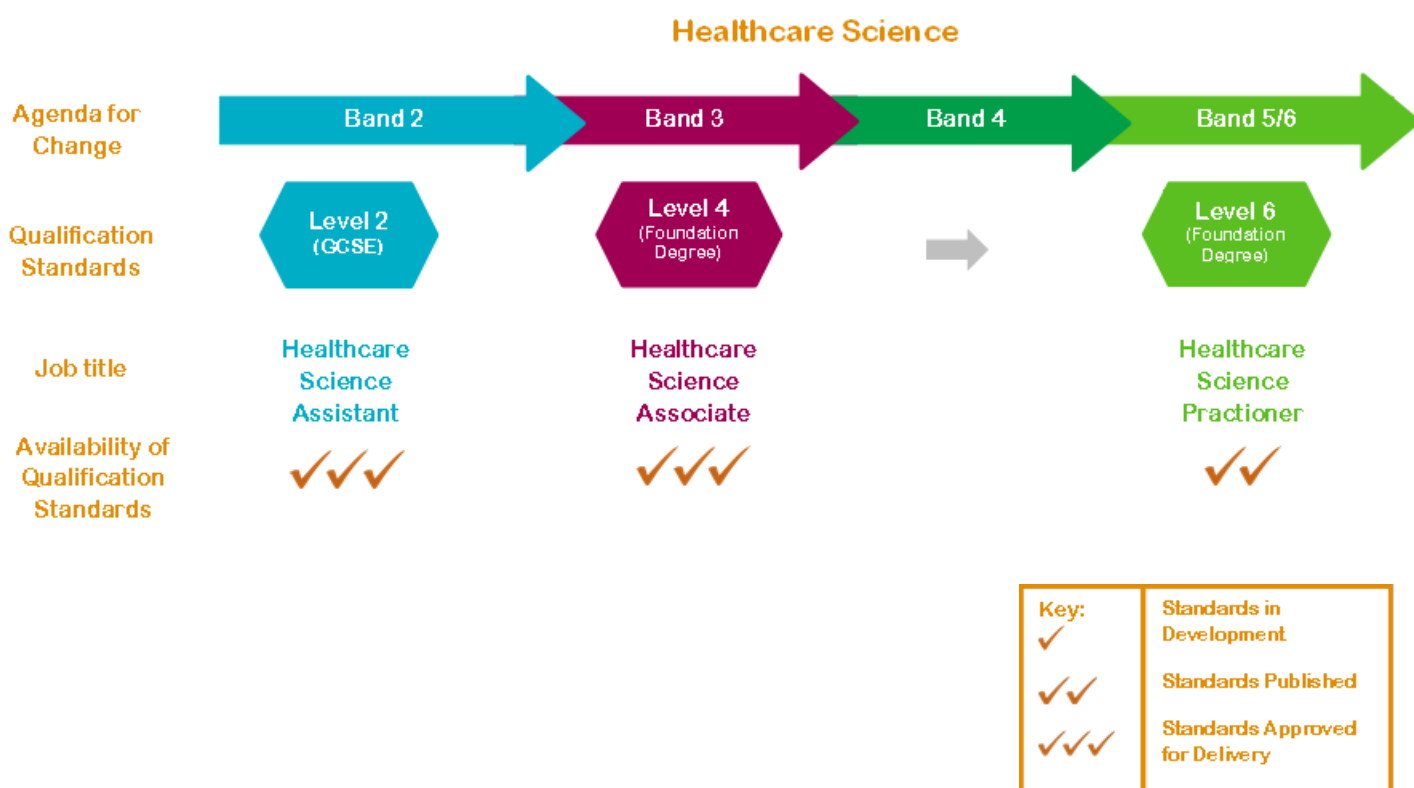 Healthcare Science
Agenda for
Change
Band 2
Band 3
Band 4
Band 5/6
Qualification
Standards
Level 2
(GCSE)
Level 4
(Foundation
Degree)
Level 6
(Foundation
Degree)
Job title
Healthcare
Science
Assistant
Healthcare
Science
Associate
Healthcare
Science
Practioner
Availability of
Qualification
Standards
Key:
Standards in
Development
Standards Published
Standards Approved
for Delivery